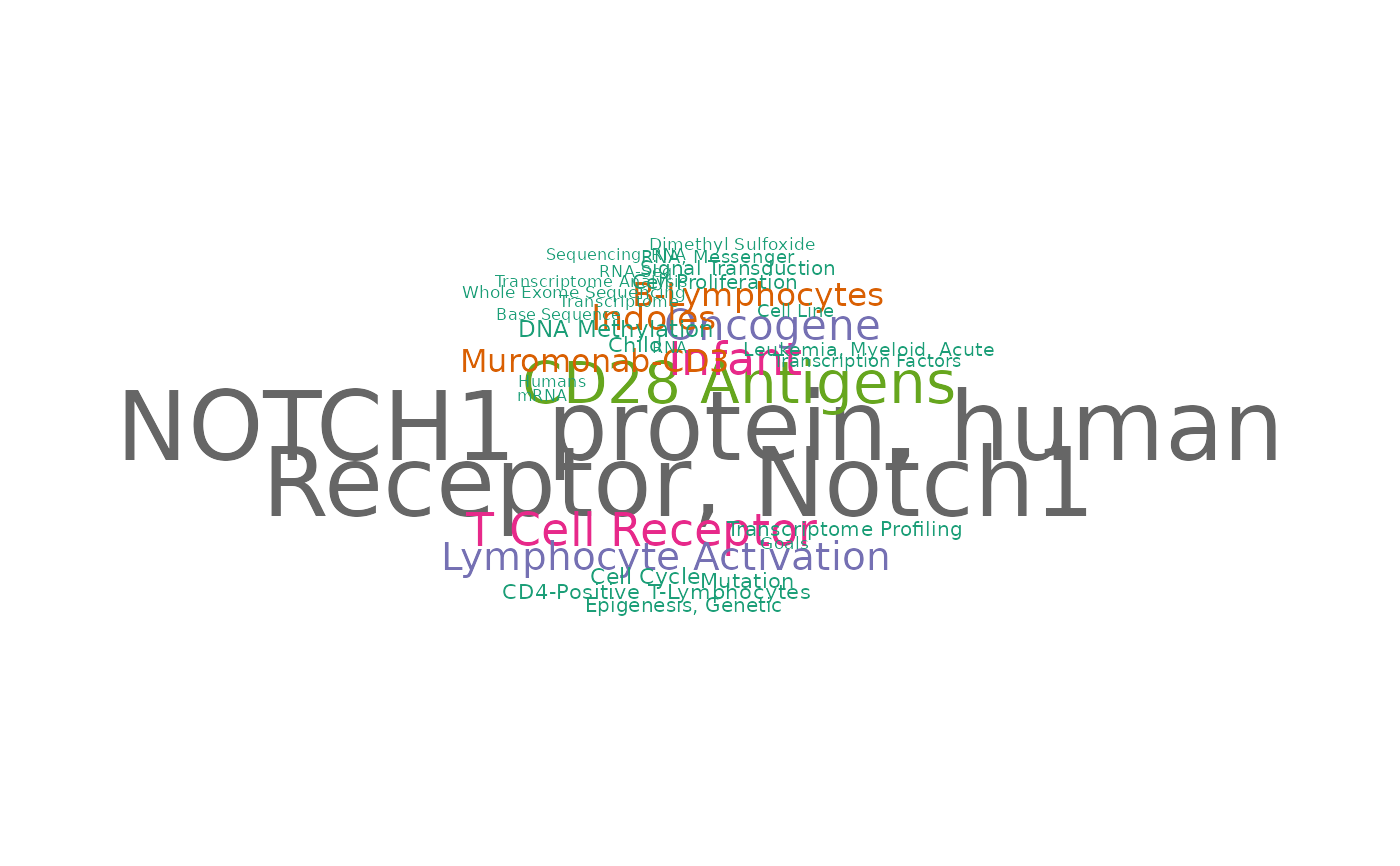 Dimethyl Sulfoxide
Sequencing, RNA
RNA, Messenger
Signal Transduction
RNA-Seq
Transcriptome Analysis
Cell Proliferation
Whole Exome Sequencing
B-Lymphocytes
Transcriptome
Cell Line
Base Sequence
Indoles
Oncogene
DNA Methylation
Child
RNA
Leukemia, Myeloid, Acute
infant
Muromonab-CD3
Transcription Factors
Humans
CD28 Antigens
mRNA
NOTCH1 protein, human
Receptor, Notch1
T Cell Receptor
Transcriptome Profiling
Goals
Lymphocyte Activation
Cell Cycle
Mutation
CD4-Positive T-Lymphocytes
Epigenesis, Genetic